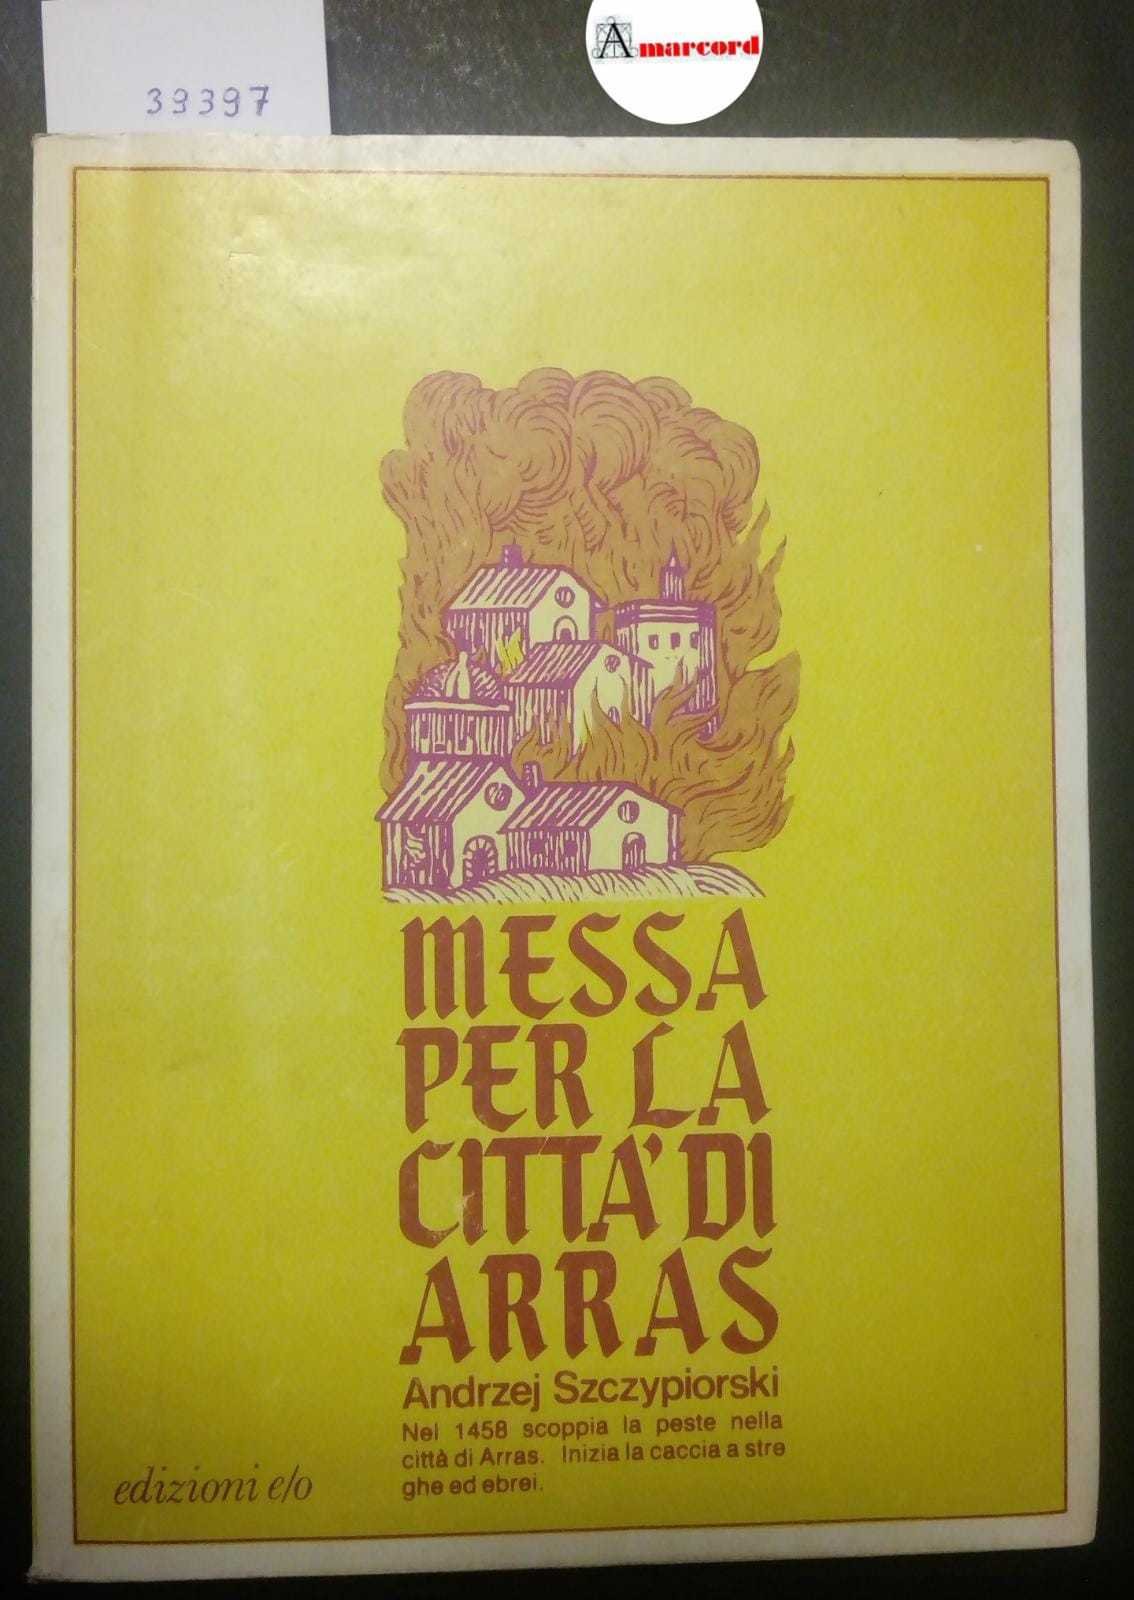 39397
Amarcord
MESSA
PER LA
CITTA' DI
ARRAS
Andrzej Szczypiorski
Nel 1458 scoppia la peste nella
città di Arras. Inizia la caccia a stre
ghe ed ebrei.
edizioni e/o